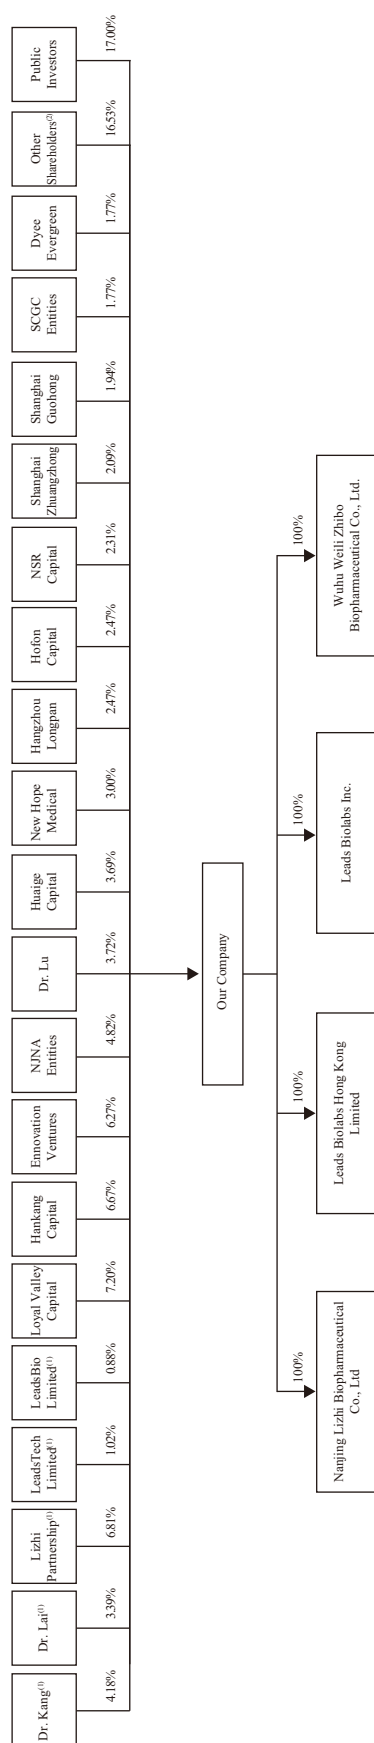 Dr. Kang(1)
4.18%
Dr. Lai(1)
3.39%
Lizhi
Partnership(1)
6.81%
LeadsTech
Limited(1)
1.02%
LeadsBio
Limited(1)
0.88%
Loyal Valley
Capital
7.20%
Hankang
Capital
6.67%
Ennovation
Ventures
6.27%
NJNA
Entities
4.82%
Dr. Lu
3.72%
Huaige
Capital
3.69%
New Hope
Medical
3.00%
Hangzhou
Longpan
2.47%
Hofon
Capital
2.47%
NSR
Capital
2.31%
Shanghai
Zhuangzhong
2.09%
Shanghai
Guohong
1.94%
SCGC
Entities
1.77%
Dyee
Evergreen
1.77%
Other
Shareholders(2)
16.53%
Public
Investors
17.00%
Our Company
100%
Nanjing Lizhi Biopharmaceutical
Co., Ltd
100%
Leads Biolabs Hong Kong
Limited
100%
Leads Biolabs Inc.
100%
Wuhu Weili Zhibo
Biopharmaceutical Co., Ltd.